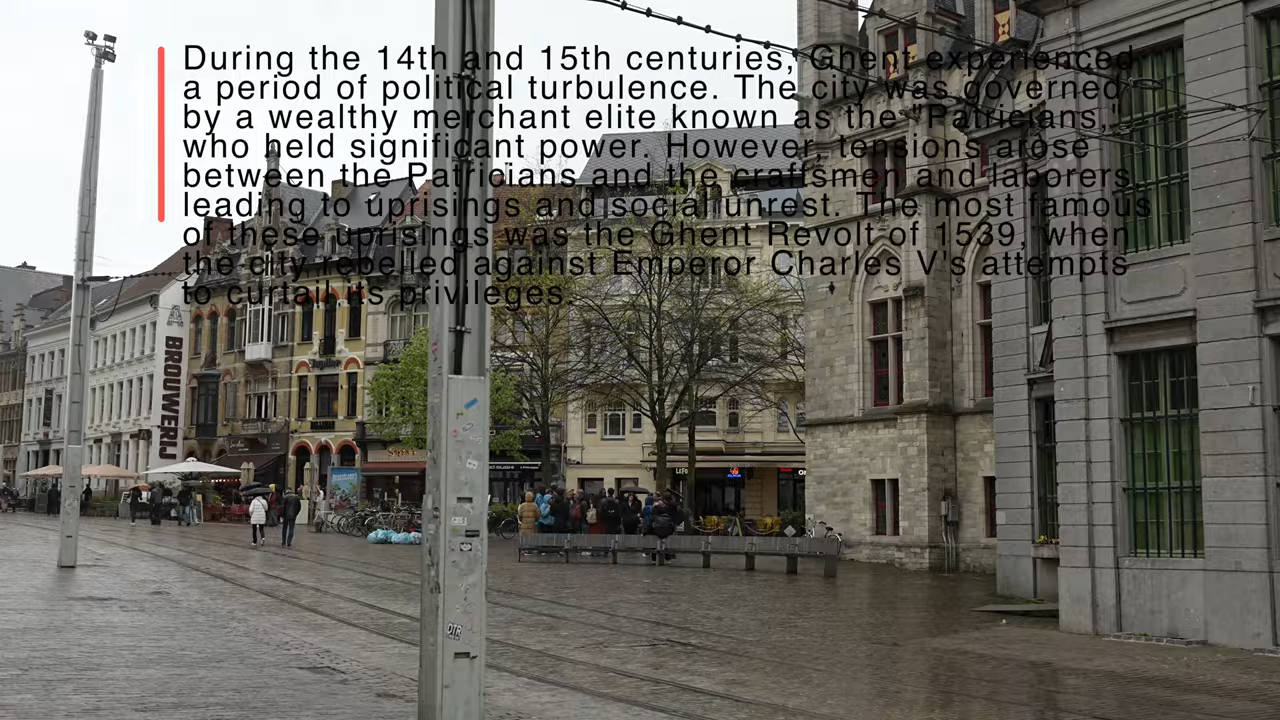 During the 14th and 15th centuries, Ghent experienced
a period of political turbulence. The city was governed
by a wealthy merchant elite known as the "Patricians,"
who held significant power. However, tensions arose
between the Patricians and the craftsmen and laborers,
leading to uprisings and social unrest. The most famous
of these uprisings was the Ghent Revolt of 1539, when
the city rebelled against Emperor Charles V's attempts
to curtail its privileges.
BROUWERIJ